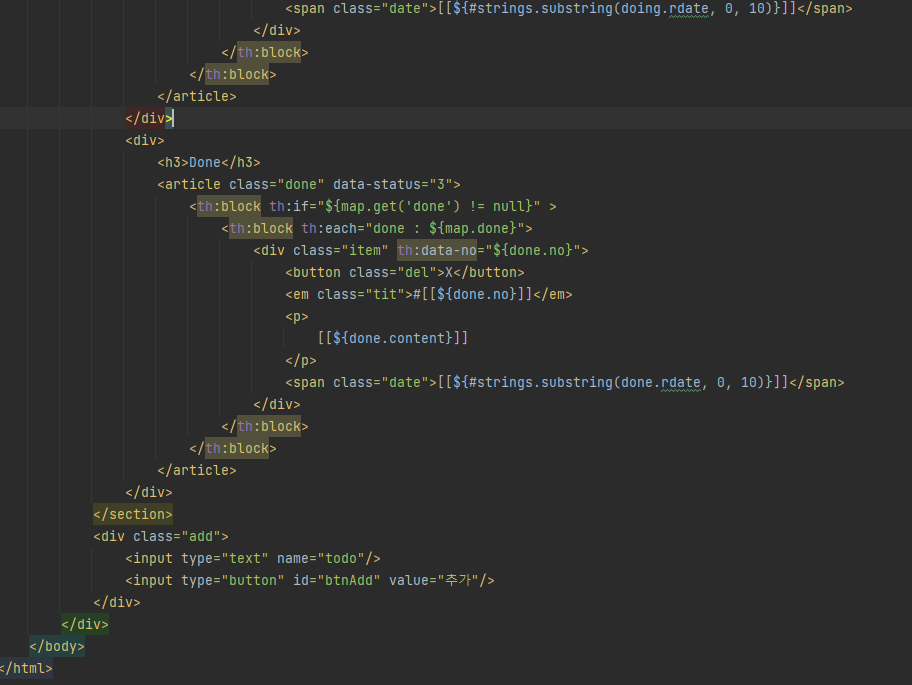 <span class="date">[[${#strings.substring(doing.rdate, 0, 10)}]]</span>
</div>
</th:block>
</th:block>
</article>
</div>
<div>
<h3>Done</h3>
<article class="done" data-status="3">
<th:block th:if="${map.get('done') != null}" >
<th:block th:each="done : ${map.done}">
<div class="item" th:data-no="${done.no}">
<button class="del">X</button>
<em class="tit">#[[${done.no}]]</em>
<p>
[[${done.content}]]
</p>
<span class="date">[[${#strings.substring(done.rdate, 0, 10)}]]</span>
</div>
</th:block>
</th:block>
</article>
</div>
</section>
<div class="add">
<input type="text" name="todo"/>
<input type="button" id="btnAdd" value="추가"/>
</div>
</div>
</body>
</html>